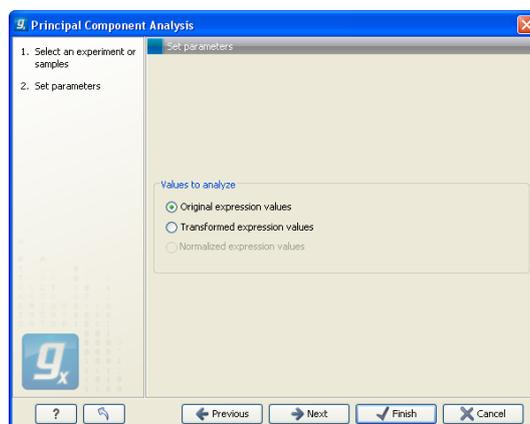 Principal Component Analysis
1. Select an experiment or
samples
2. Set parameters
Set parameters
Values to analyze
Original expression values
Transformed expression values
Normalized expression values
gx
?
Previous
Next
Finish
Cancel